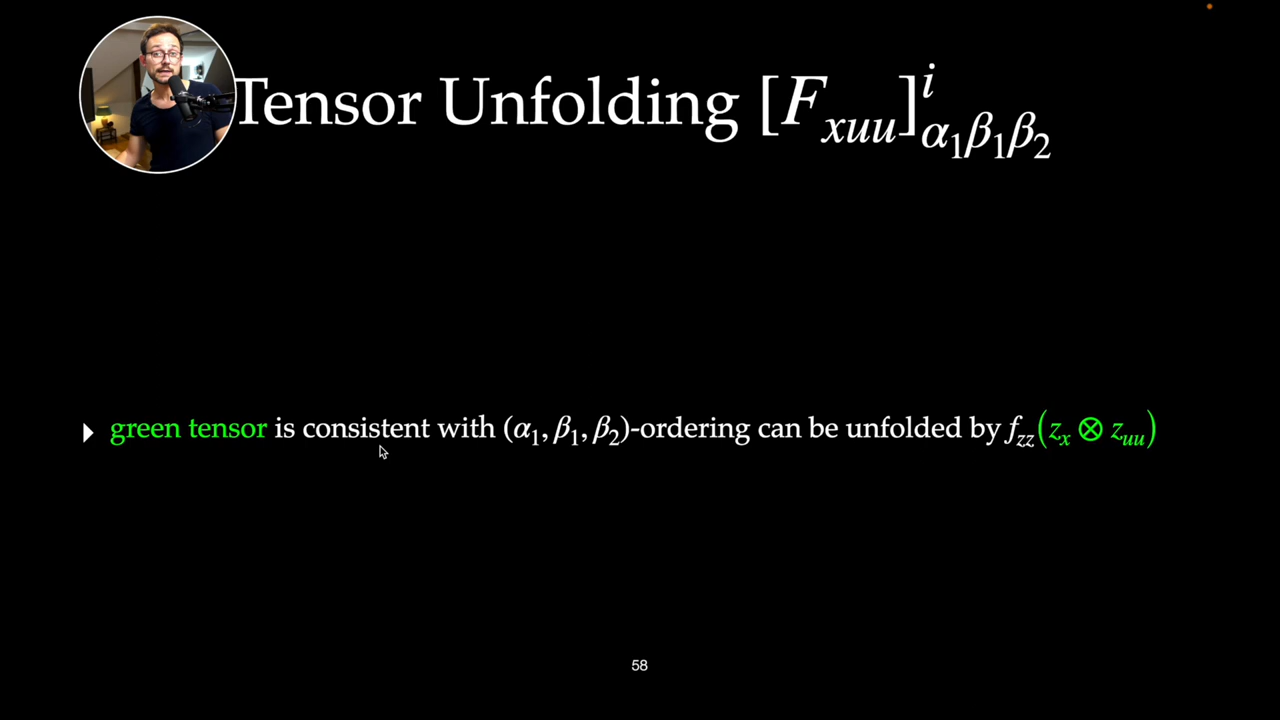 Tensor Unfolding [F_{xuu}]^i_{α_1β_1β_2}
green tensor is consistent with (α_1, β_1, β_2)-ordering can be unfolded by f_{zz}(z_x ⊗ z_{uu})
58